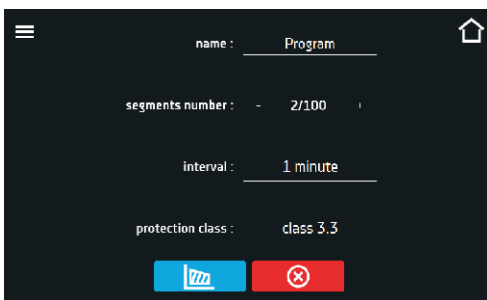 name : Program
segments number : - 2/100
interval : 1 minute
protection class : class 3.3